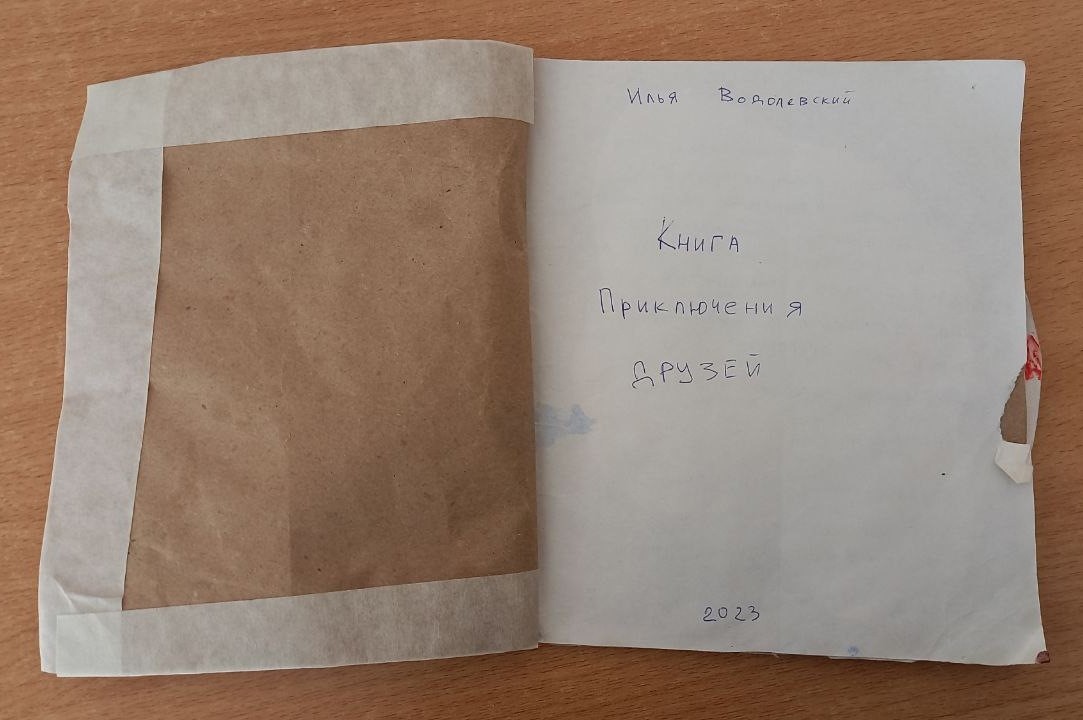 Илья Водолевский
Книга
Приключения
ДРУЗЕЙ
2023